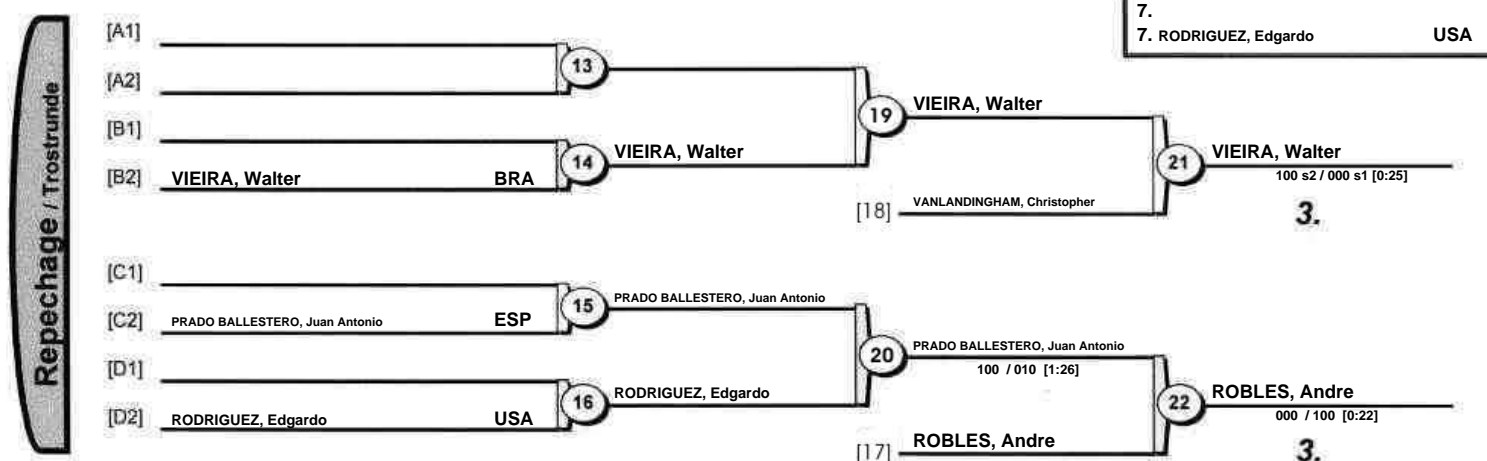 7.
7. RODRIGUEZ, Edgardo USA
Repechage / Trostrunde
[A1]
13
[A2]
[B1]
19 VIEIRA, Walter
14 VIEIRA, Walter
21 VIEIRA, Walter
[B2] VIEIRA, Walter BRA
100 s2 / 000 s1 [0:25]
[18] VANLANDINGHAM, Christopher
3.
[C1]
15 PRADO BALLESTERO, Juan Antonio
[C2] PRADO BALLESTERO, Juan Antonio ESP
20 PRADO BALLESTERO, Juan Antonio
100 / 010 [1:26]
[D1]
16 RODRIGUEZ, Edgardo
22 ROBLES, Andre
000 / 100 [0:22]
[D2] RODRIGUEZ, Edgardo USA
[17] ROBLES, Andre
3.